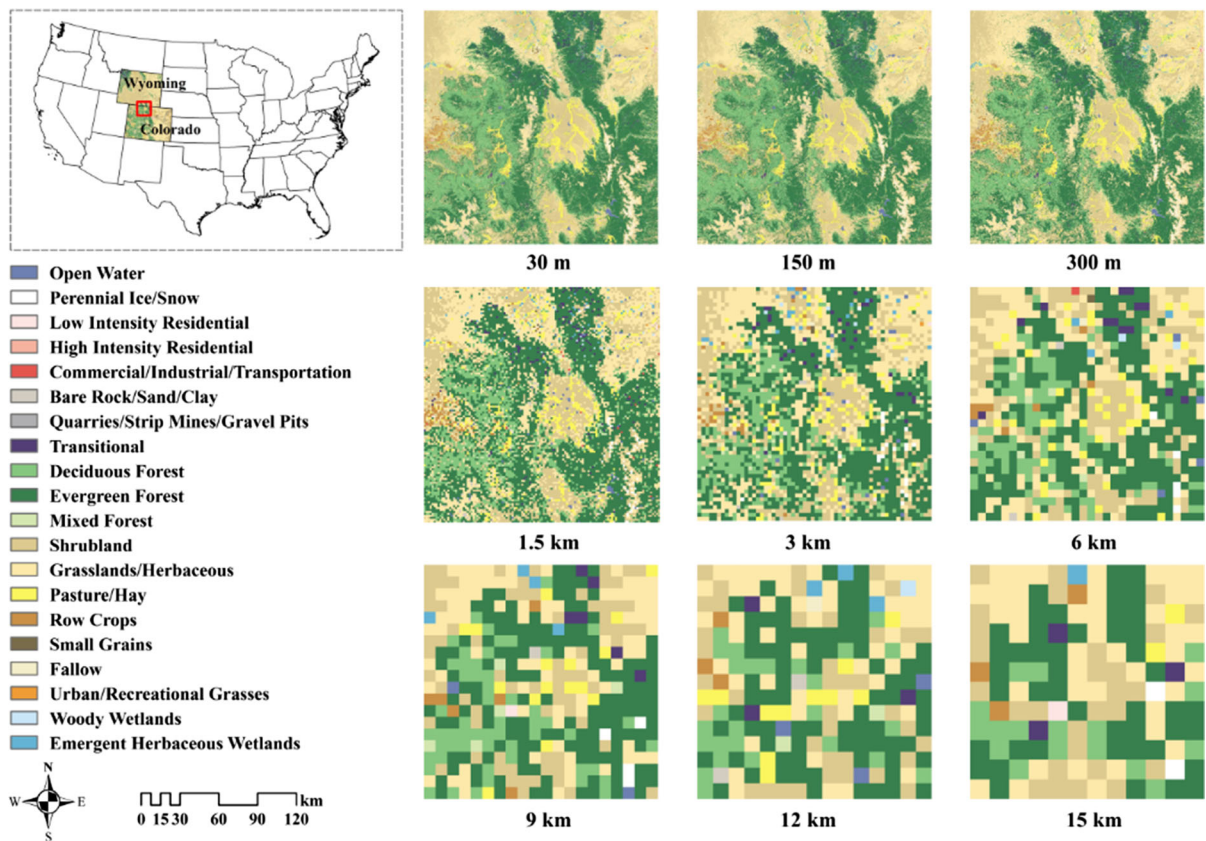 Wyoming
Colorado
30 m
150 m
300 m
Open Water
Perennial Ice/Snow
Low Intensity Residential
High Intensity Residential
Commercial/Industrial/Transportation
Bare Rock/Sand/Clay
Quarries/Strip Mines/Gravel Pits
Transitional
Deciduous Forest
Evergreen Forest
Mixed Forest
Shrubland
Grasslands/Herbaceous
Pasture/Hay
Row Crops
Small Grains
Fallow
Urban/Recreational Grasses
Woody Wetlands
Emergent Herbaceous Wetlands
1.5 km
3 km
6 km
N
W E
S
km
0 15 30 60 90 120
9 km
12 km
15 km